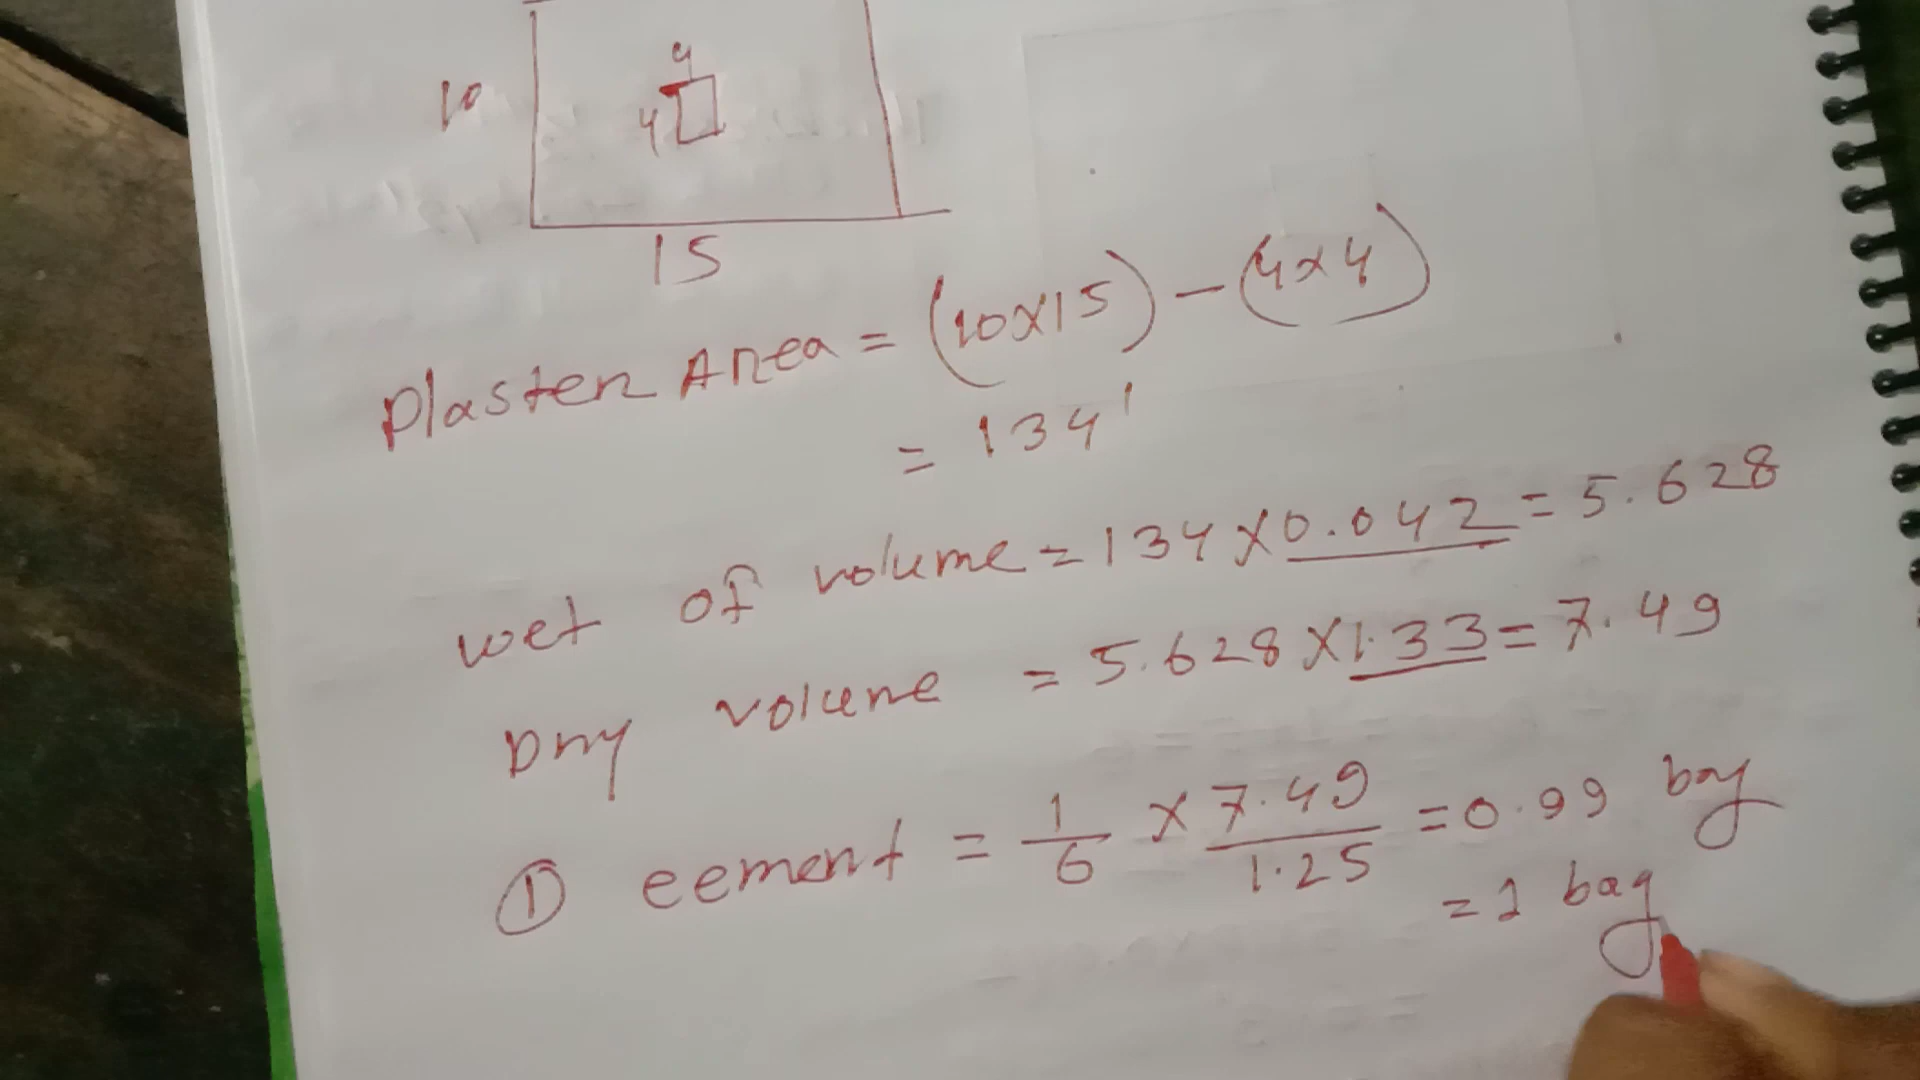 4
10
4
15
Plaster Area = (10x15) - (4x4)
= 134'
wet of volume = 134 x 0.042 = 5.628
Dry volume = 5.628 x 1.33 = 7.49
① eement = 1/6 x 7.49/1.25 = 0.99 bag
= 1 bag